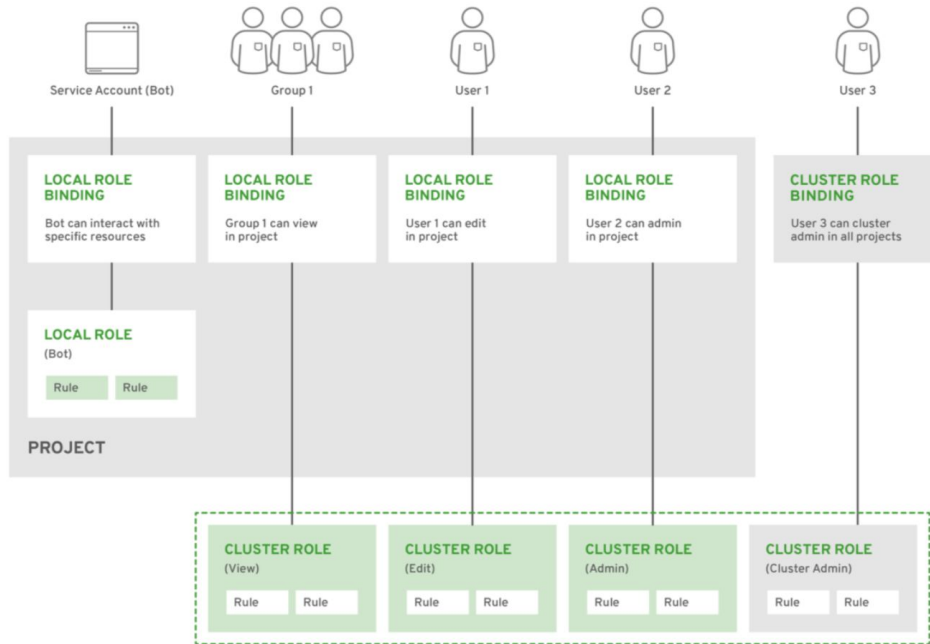 Service Account (Bot)
Group 1
User 1
User 2
User 3
LOCAL ROLE
BINDING
Bot can interact with
specific resources
LOCAL ROLE
BINDING
Group 1 can view
in project
LOCAL ROLE
BINDING
User 1 can edit
in project
LOCAL ROLE
BINDING
User 2 can admin
in project
CLUSTER ROLE
BINDING
User 3 can cluster
admin in all projects
LOCAL ROLE
(Bot)
Rule
Rule
PROJECT
CLUSTER ROLE
(View)
Rule
Rule
CLUSTER ROLE
(Edit)
Rule
Rule
CLUSTER ROLE
(Admin)
Rule
Rule
CLUSTER ROLE
(Cluster Admin)
Rule
Rule